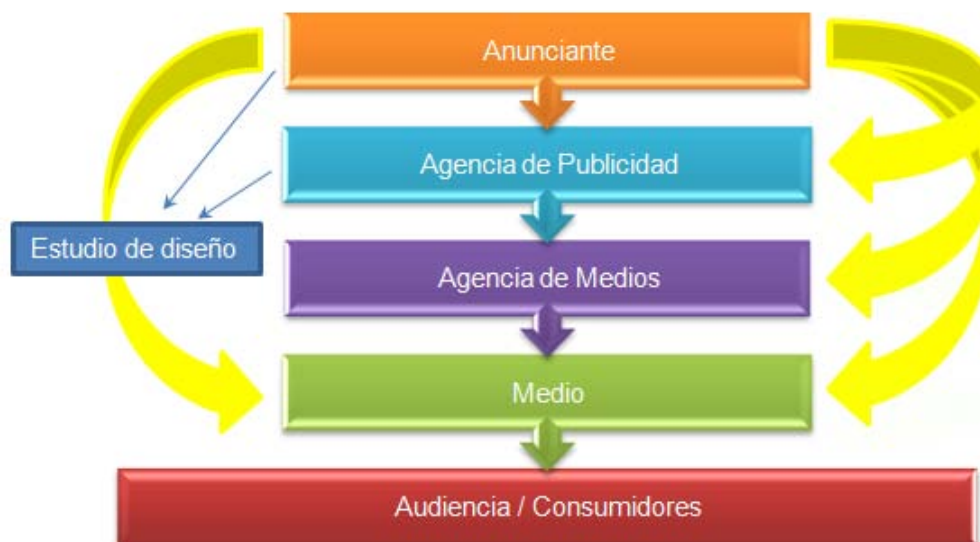 Anunciante
Agencia de Publicidad
Estudio de diseño
Agencia de Medios
Medio
Audiencia / Consumidores